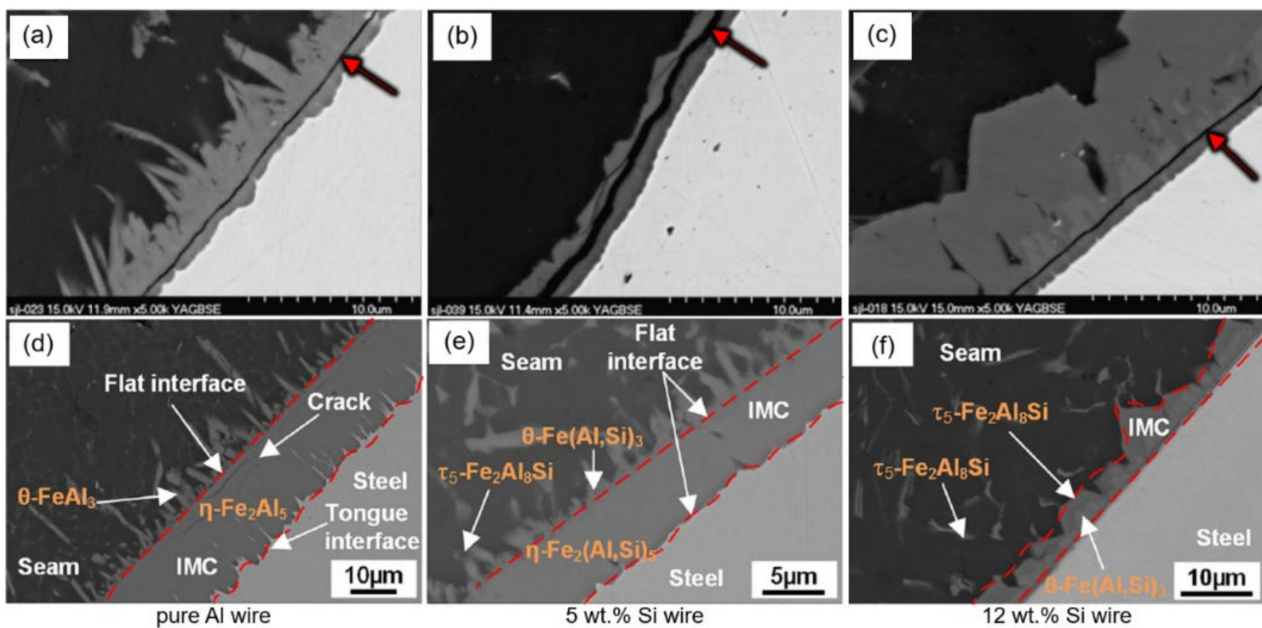 (a)
sjl-023 15.0kV 11.9mm x5.00k YAGBSE 10.0um
(b)
sjl-039 15.0kV 11.4mm x5.00k YAGBSE 10.0um
(c)
sjl-018 15.0kV 15.0mm x5.00k YAGBSE 10.0um
(d)
Flat interface
Crack
θ-FeAl₃
η-Fe₂Al₅
Steel
Tongue
interface
Seam
IMC
10μm
pure Al wire
(e)
Seam
Flat
interface
IMC
θ-Fe(Al,Si)₃
τ₅-Fe₂Al₈Si
η-Fe₂(Al,Si)₅
Steel
5μm
5 wt.% Si wire
(f)
Seam
τ₅-Fe₂Al₈Si
IMC
τ₅-Fe₂Al₈Si
Steel
θ-Fe(Al,Si)₃
10μm
12 wt.% Si wire